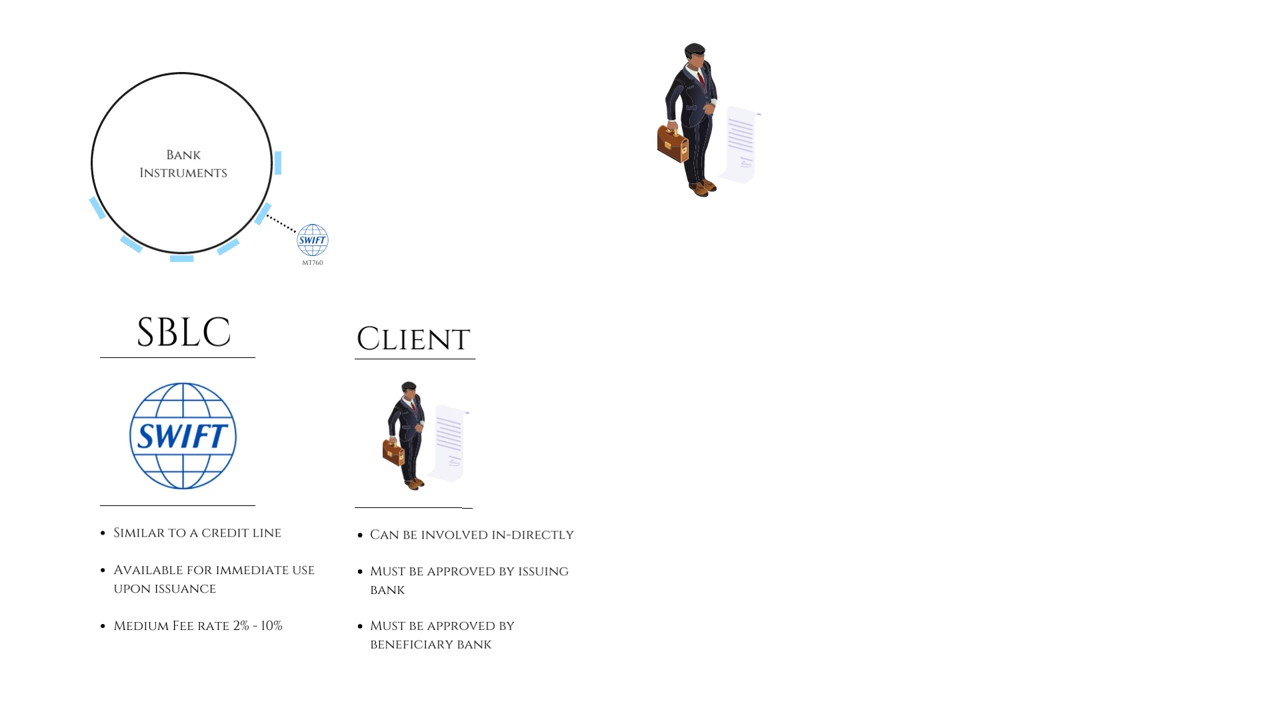 Bank
Instruments
SWIFT
MT760
SBLC
Client
SWIFT
• Similar to a credit line
• Available for immediate use
upon issuance
• Medium Fee rate 2% - 10%
• Can be involved in-directly
• Must be approved by issuing
bank
• Must be approved by
beneficiary bank